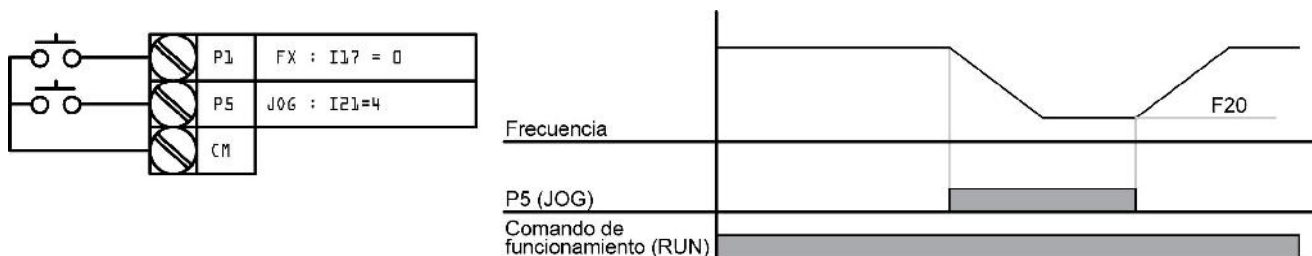 P1 FX : I17 = 0
P5 JOG : I21=4
CM
F20
Frecuencia
P5 (JOG)
Comando de
funcionamiento (RUN)